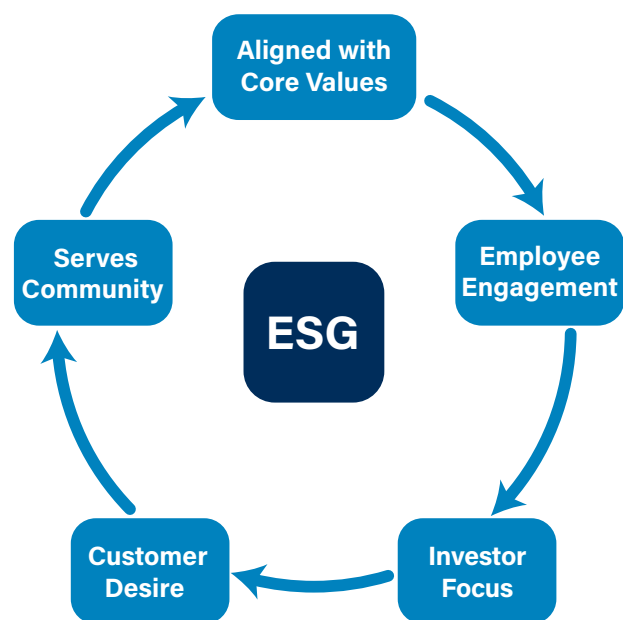 Aligned with
Core Values
Employee
Engagement
Investor
Focus
Customer
Desire
Serves
Community
ESG